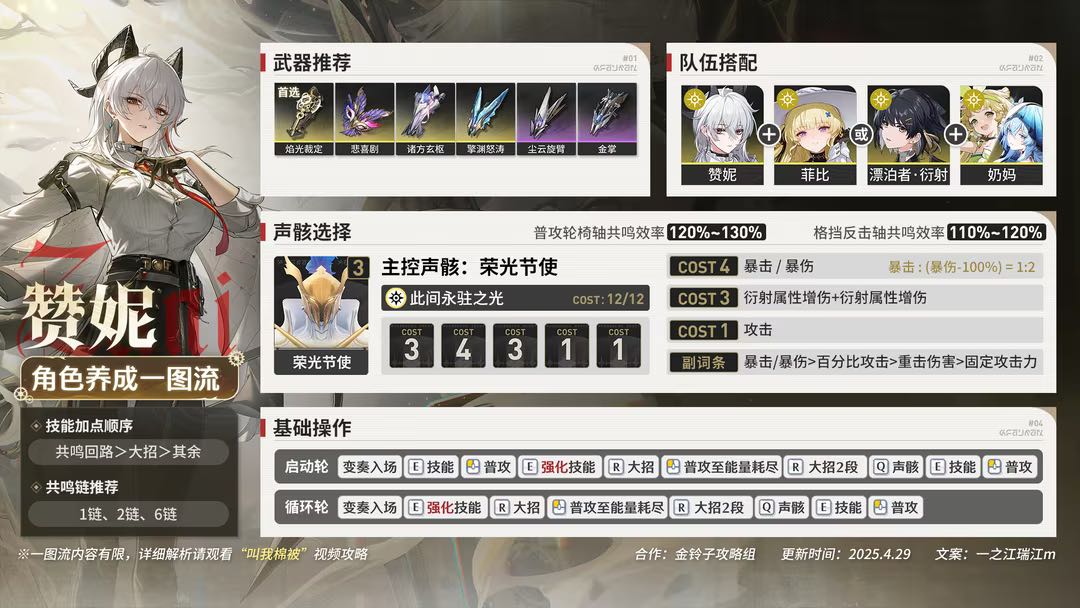 Zani
赞妮
角色养成一图流
技能加点顺序
共鸣回路>大招>其余
共鸣链推荐
1链、2链、6链
武器推荐
#01
首选
焰光裁定 悲喜剧 诸方玄枢 擎渊怒涛 尘云旋臂 金掌
队伍搭配
#02
赞妮 + 菲比 或 漂泊者·衍射 + 奶妈
声骸选择
普攻轮椅轴共鸣效率 120%~130% 格挡反击轴共鸣效率 110%~120%
3
荣光节使
主控声骸：荣光节使
此间永驻之光 COST: 12/12
COST 3 COST 4 COST 3 COST 1 COST 1
COST 4 暴击 / 暴伤 暴击 : (暴伤-100%) = 1:2
COST 3 衍射属性增伤+衍射属性增伤
COST 1 攻击
副词条 暴击/暴伤>百分比攻击>重击伤害>固定攻击力
基础操作
#04
启动轮 变奏入场 E 技能 普攻 E 强化技能 R 大招 普攻至能量耗尽 R 大招2段 Q 声骸 E 技能 普攻
循环轮 变奏入场 E 强化技能 R 大招 普攻至能量耗尽 R 大招2段 Q 声骸 E 技能 普攻
※一图流内容有限，详细解析请观看“叫我棉被”视频攻略
合作：金铃子攻略组 更新时间：2025.4.29 文案：一之江瑞江m